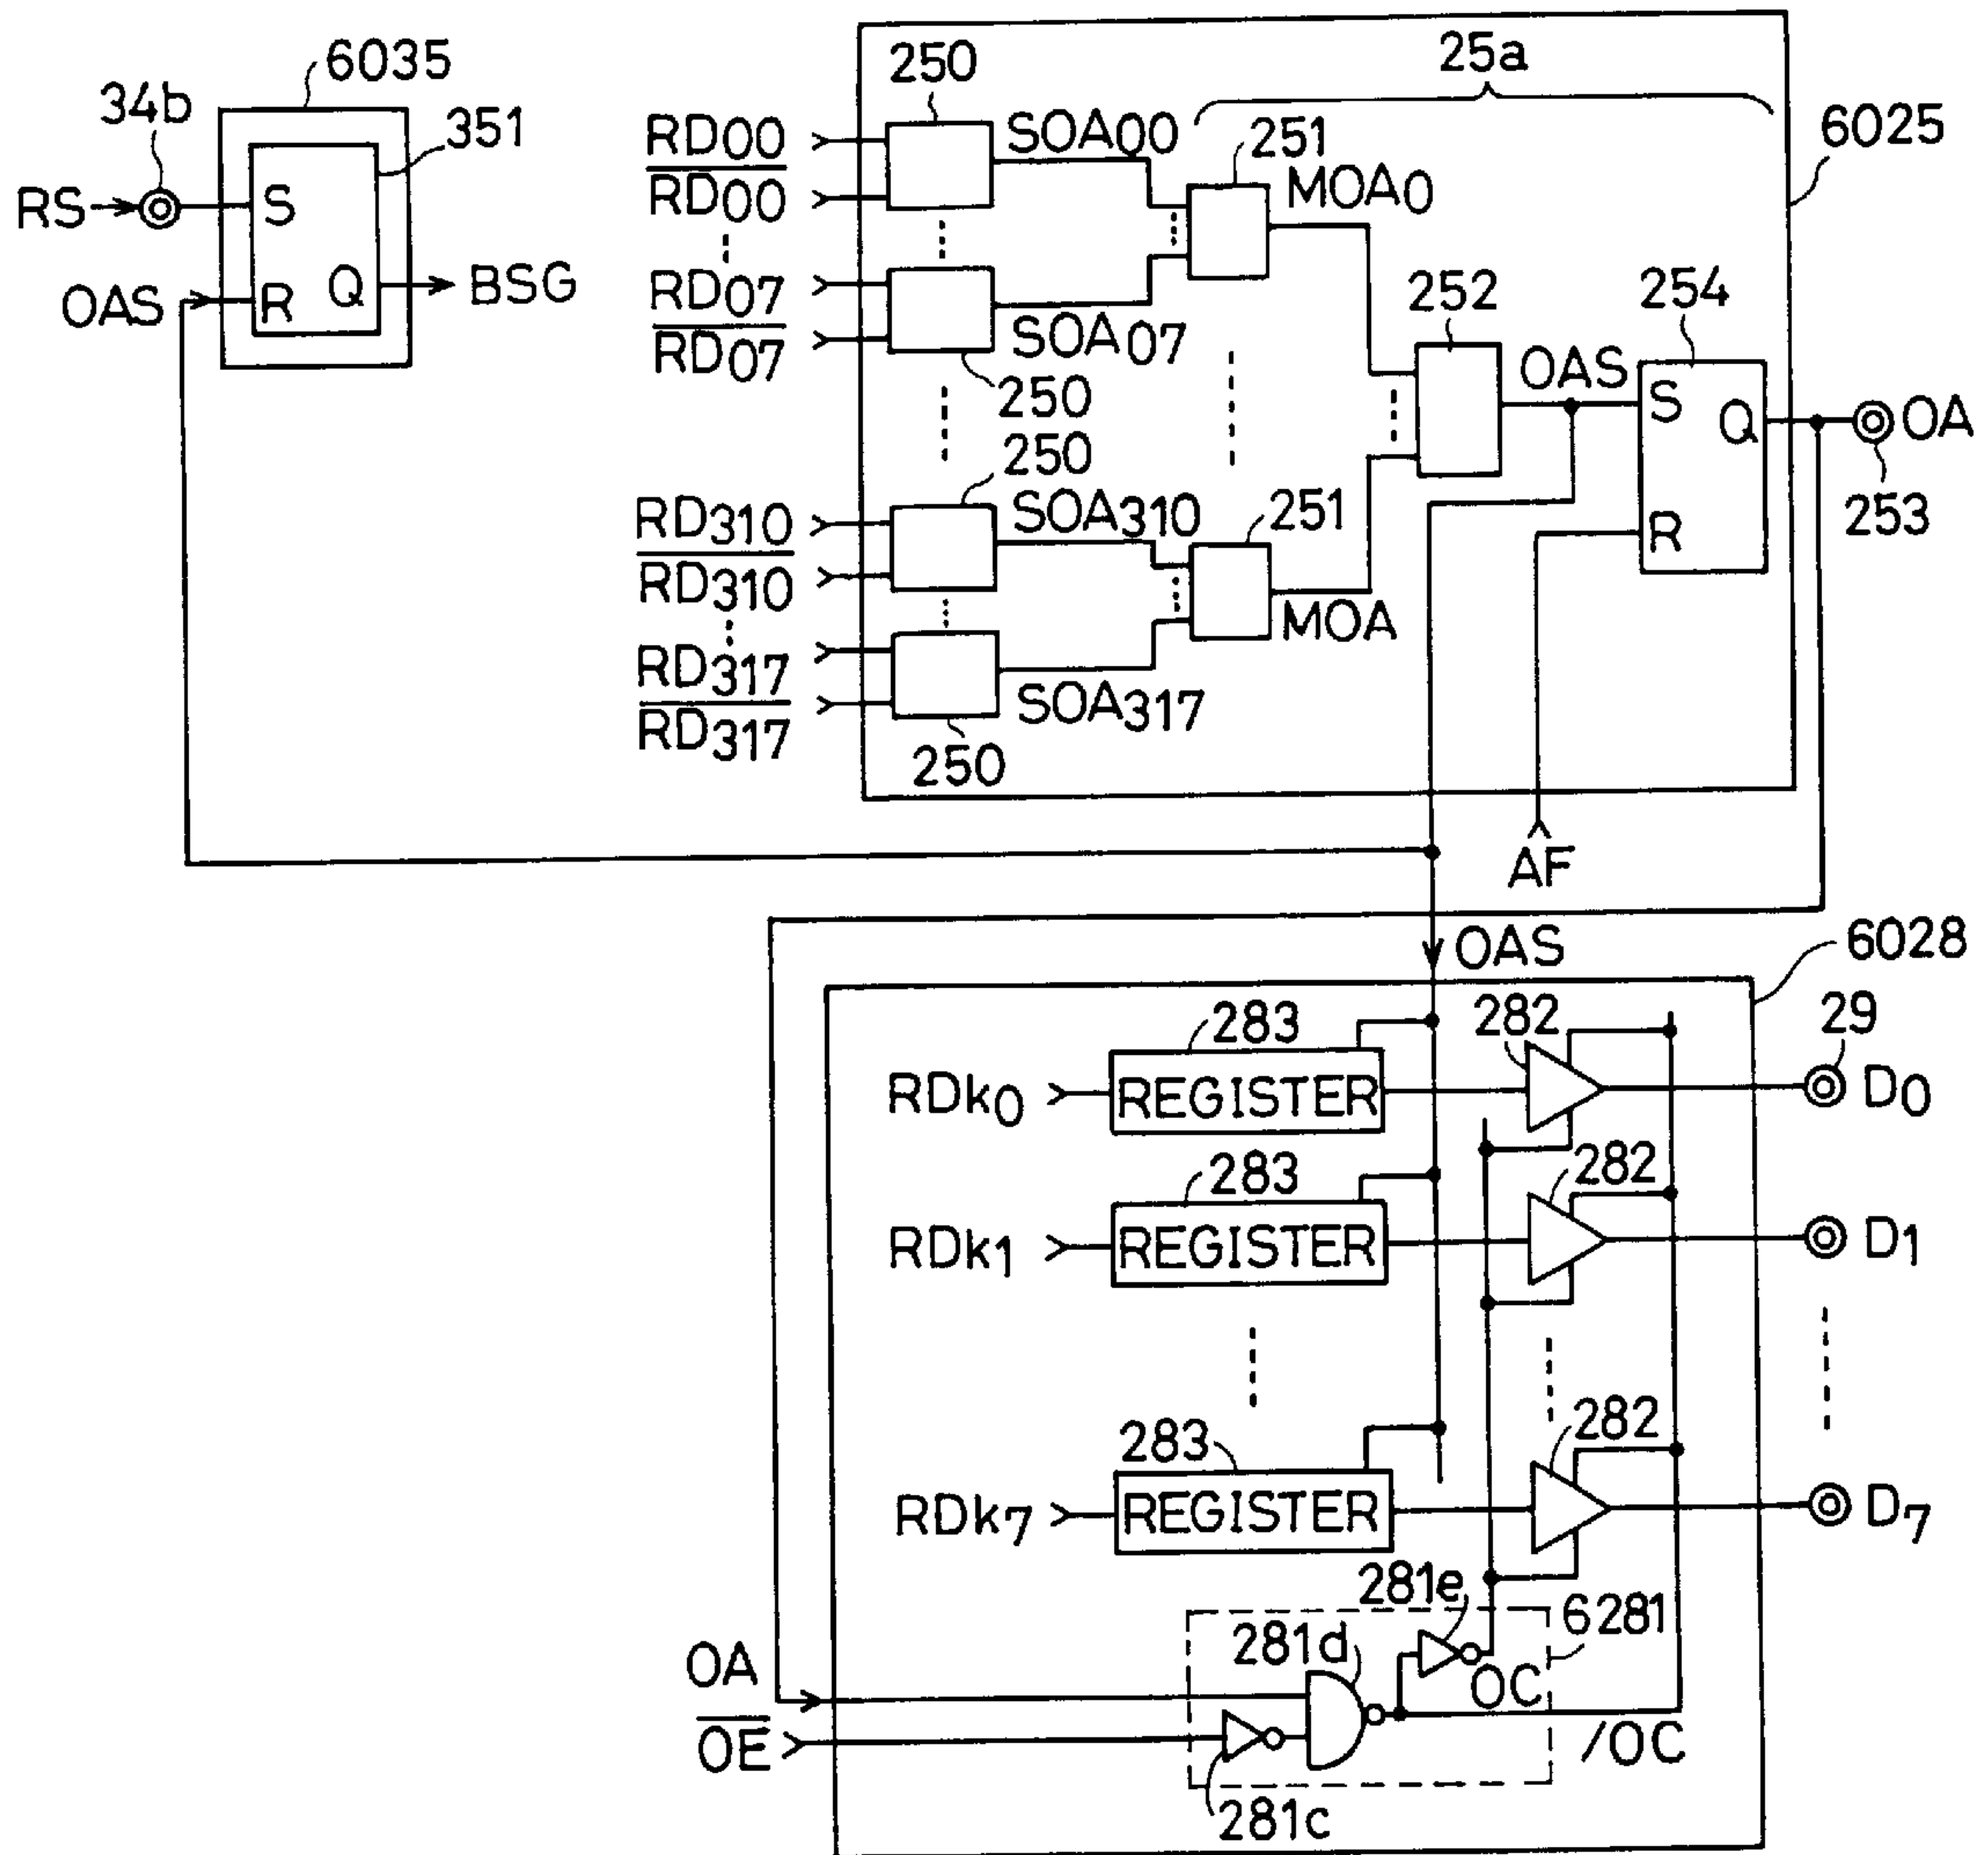 6035
34b
351
RS
S
OAS
R
Q
BSG
25a
6025
250
RD00
RD00
SOA00
251
MOA0
RD07
RD07
SOA07
250
252
OAS
254
S
Q
R
OA
253
250
RD310
RD310
SOA310
251
MOA
RD317
RD317
SOA317
250
AF
OAS
6028
283
282
29
RDk0
REGISTER
D0
283
282
RDk1
REGISTER
D1
283
282
RDk7
REGISTER
D7
281e
6281
281d
OA
OC
OE
/OC
281c